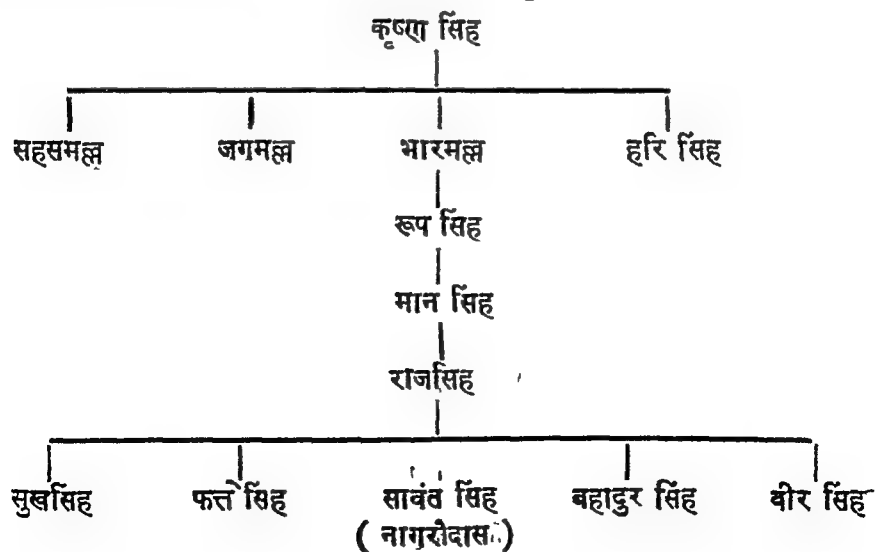 कृष्ण सिंह
सहसमल्ल जगमल्ल भारमल्ल हरि सिंह
रूप सिंह
मान सिंह
राजसिंह
सुखसिंह फत्ते सिंह सावंत सिंह बहादुर सिंह वीर सिंह
( नागरीदास )